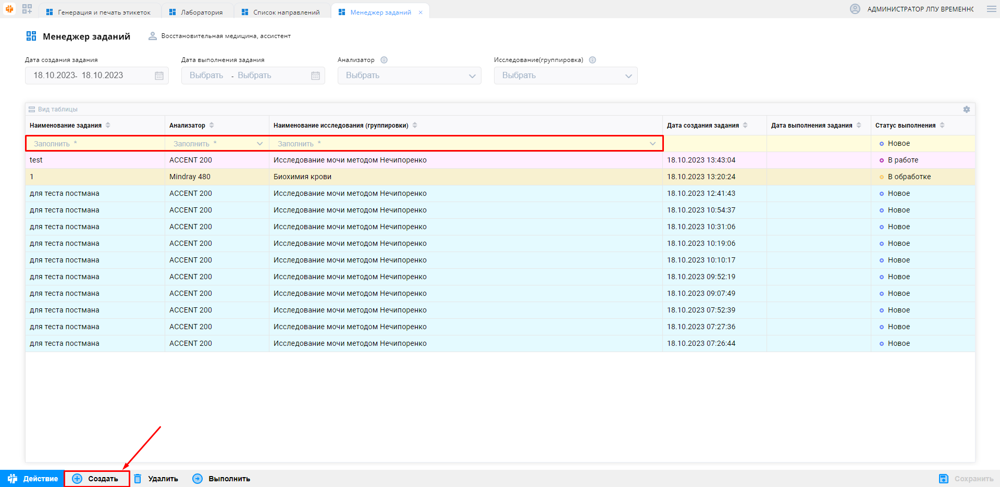 Генерация и печать этикеток Лаборатория Список направлений Менеджер заданий × АДМИНИСТРАТОР ЛПУ ВРЕМЕНН
Менеджер заданий Восстановительная медицина, ассистент
Дата создания задания Дата выполнения задания Анализатор Исследование(группировка)
18.10.2023- 18.10.2023 Выбрать - Выбрать Выбрать Выбрать
Вид таблицы
Наименование задания Анализатор Наименование исследования (группировки) Дата создания задания Дата выполнения задания Статус выполнения
Заполнить * Заполнить * Заполнить * Новое
test ACCENT 200 Исследование мочи методом Нечипоренко 18.10.2023 13:43:04 В работе
1 Mindray 480 Биохимия крови 18.10.2023 13:20:24 В обработке
для теста постмана ACCENT 200 Исследование мочи методом Нечипоренко 18.10.2023 12:41:43 Новое
для теста постмана ACCENT 200 Исследование мочи методом Нечипоренко 18.10.2023 10:54:37 Новое
для теста постмана ACCENT 200 Исследование мочи методом Нечипоренко 18.10.2023 10:31:06 Новое
для теста постмана ACCENT 200 Исследование мочи методом Нечипоренко 18.10.2023 10:19:06 Новое
для теста постмана ACCENT 200 Исследование мочи методом Нечипоренко 18.10.2023 10:10:17 Новое
для теста постмана ACCENT 200 Исследование мочи методом Нечипоренко 18.10.2023 09:52:19 Новое
для теста постмана ACCENT 200 Исследование мочи методом Нечипоренко 18.10.2023 09:07:49 Новое
для теста постмана ACCENT 200 Исследование мочи методом Нечипоренко 18.10.2023 07:52:39 Новое
для теста постмана ACCENT 200 Исследование мочи методом Нечипоренко 18.10.2023 07:27:36 Новое
для теста постмана ACCENT 200 Исследование мочи методом Нечипоренко 18.10.2023 07:26:44 Новое
Действие Создать Удалить Выполнить Сохранить